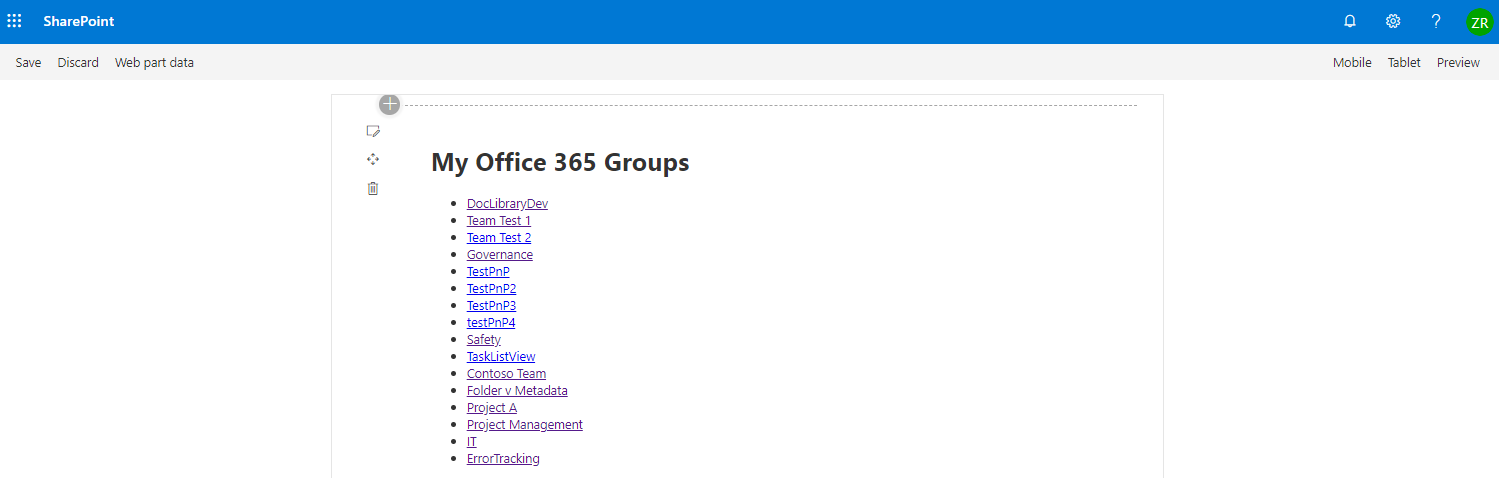 SharePoint
ZR
Save Discard Web part data Mobile Tablet Preview
My Office 365 Groups
DocLibraryDev
Team Test 1
Team Test 2
Governance
TestPnP
TestPnP2
TestPnP3
testPnP4
Safety
TaskListView
Contoso Team
Folder v Metadata
Project A
Project Management
IT
ErrorTracking